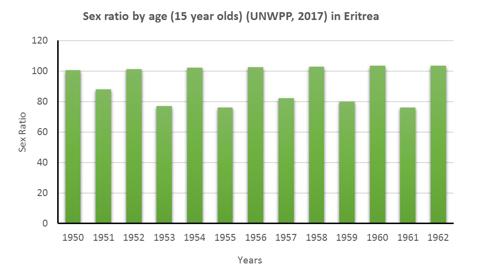 Sex ratio by age (15 year olds) (UNWPP, 2017) in Eritrea
120
100
80
60
40
20
0
Sex Ratio
1950 1951 1952 1953 1954 1955 1956 1957 1958 1959 1960 1961 1962
Years